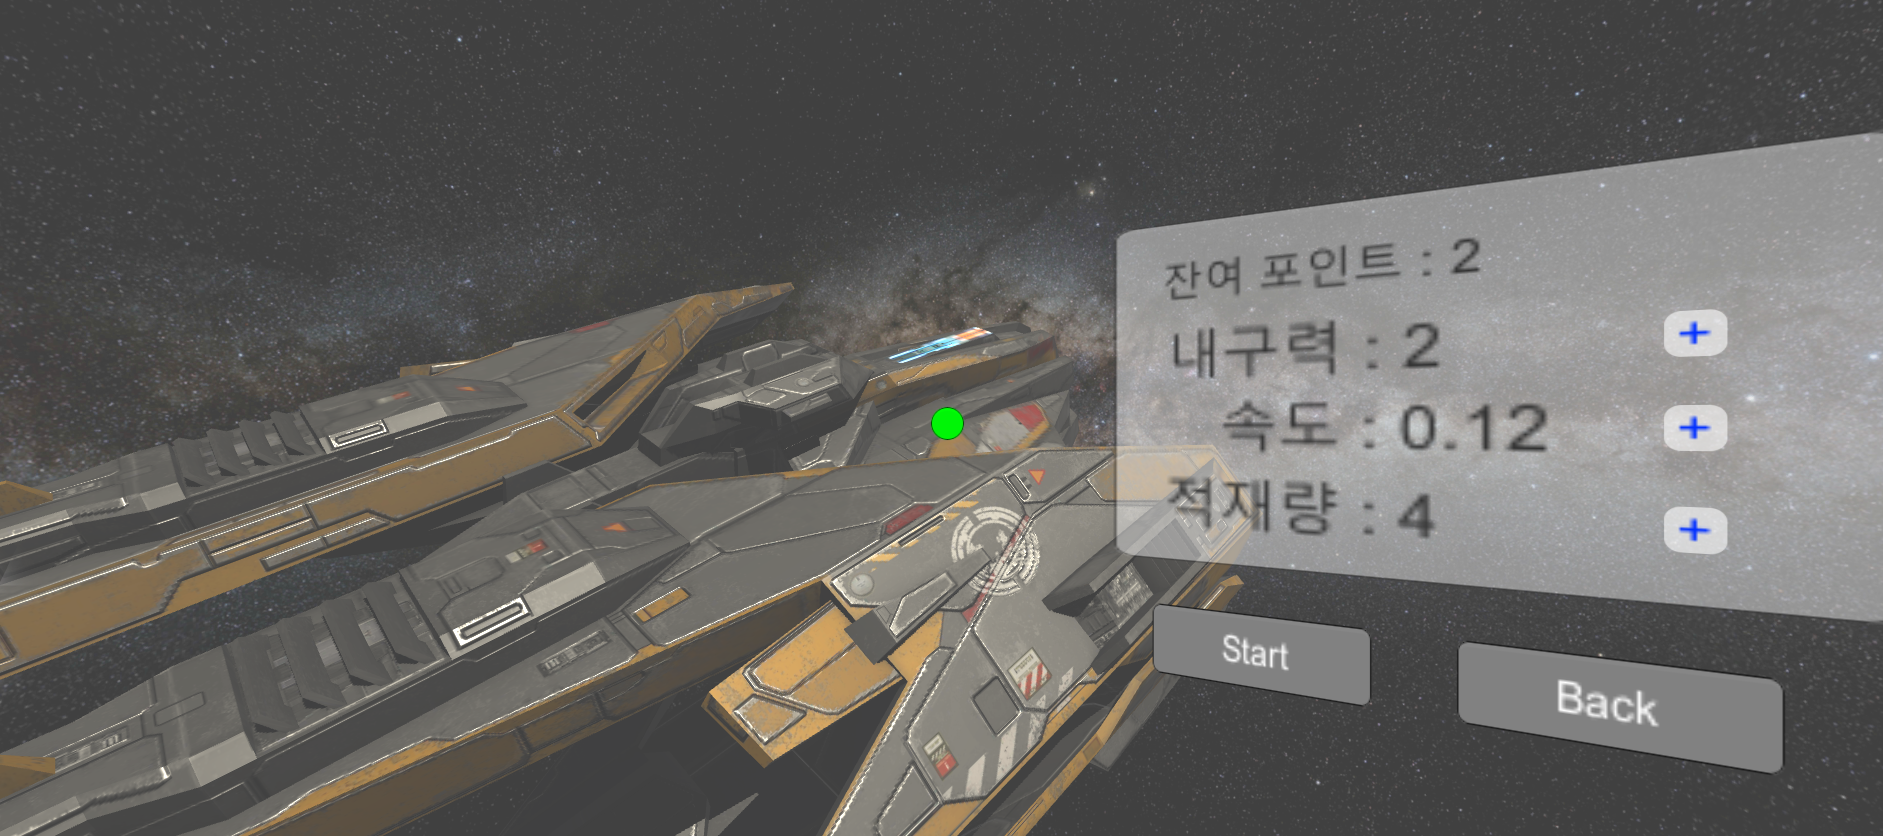 잔여 포인트 : 2
내구력 : 2
+
속도 : 0.12
+
적재량 : 4
+
Start
Back